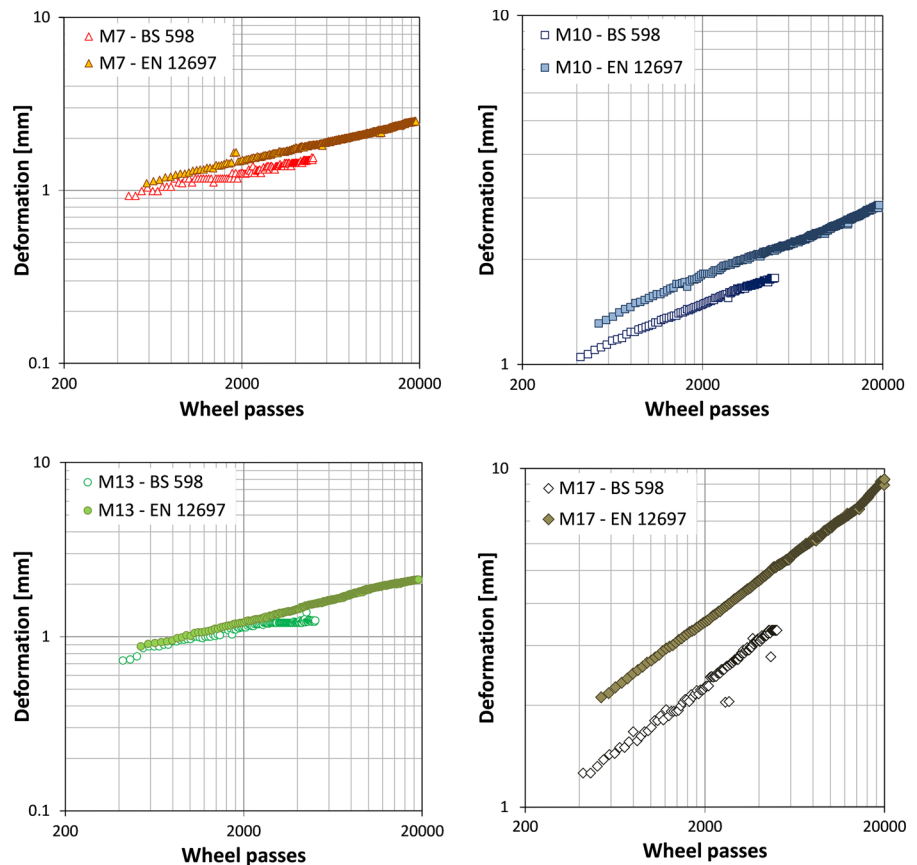 10
M7 - BS 598
M7 - EN 12697
Deformation [mm]
1
0.1
200
2000
20000
Wheel passes
10
M10 - BS 598
M10 - EN 12697
Deformation [mm]
1
200
2000
20000
Wheel passes
10
M13 - BS 598
M13 - EN 12697
Deformation [mm]
1
0.1
200
2000
20000
Wheel passes
10
M17 - BS 598
M17 - EN 12697
Deformation [mm]
1
200
2000
20000
Wheel passes